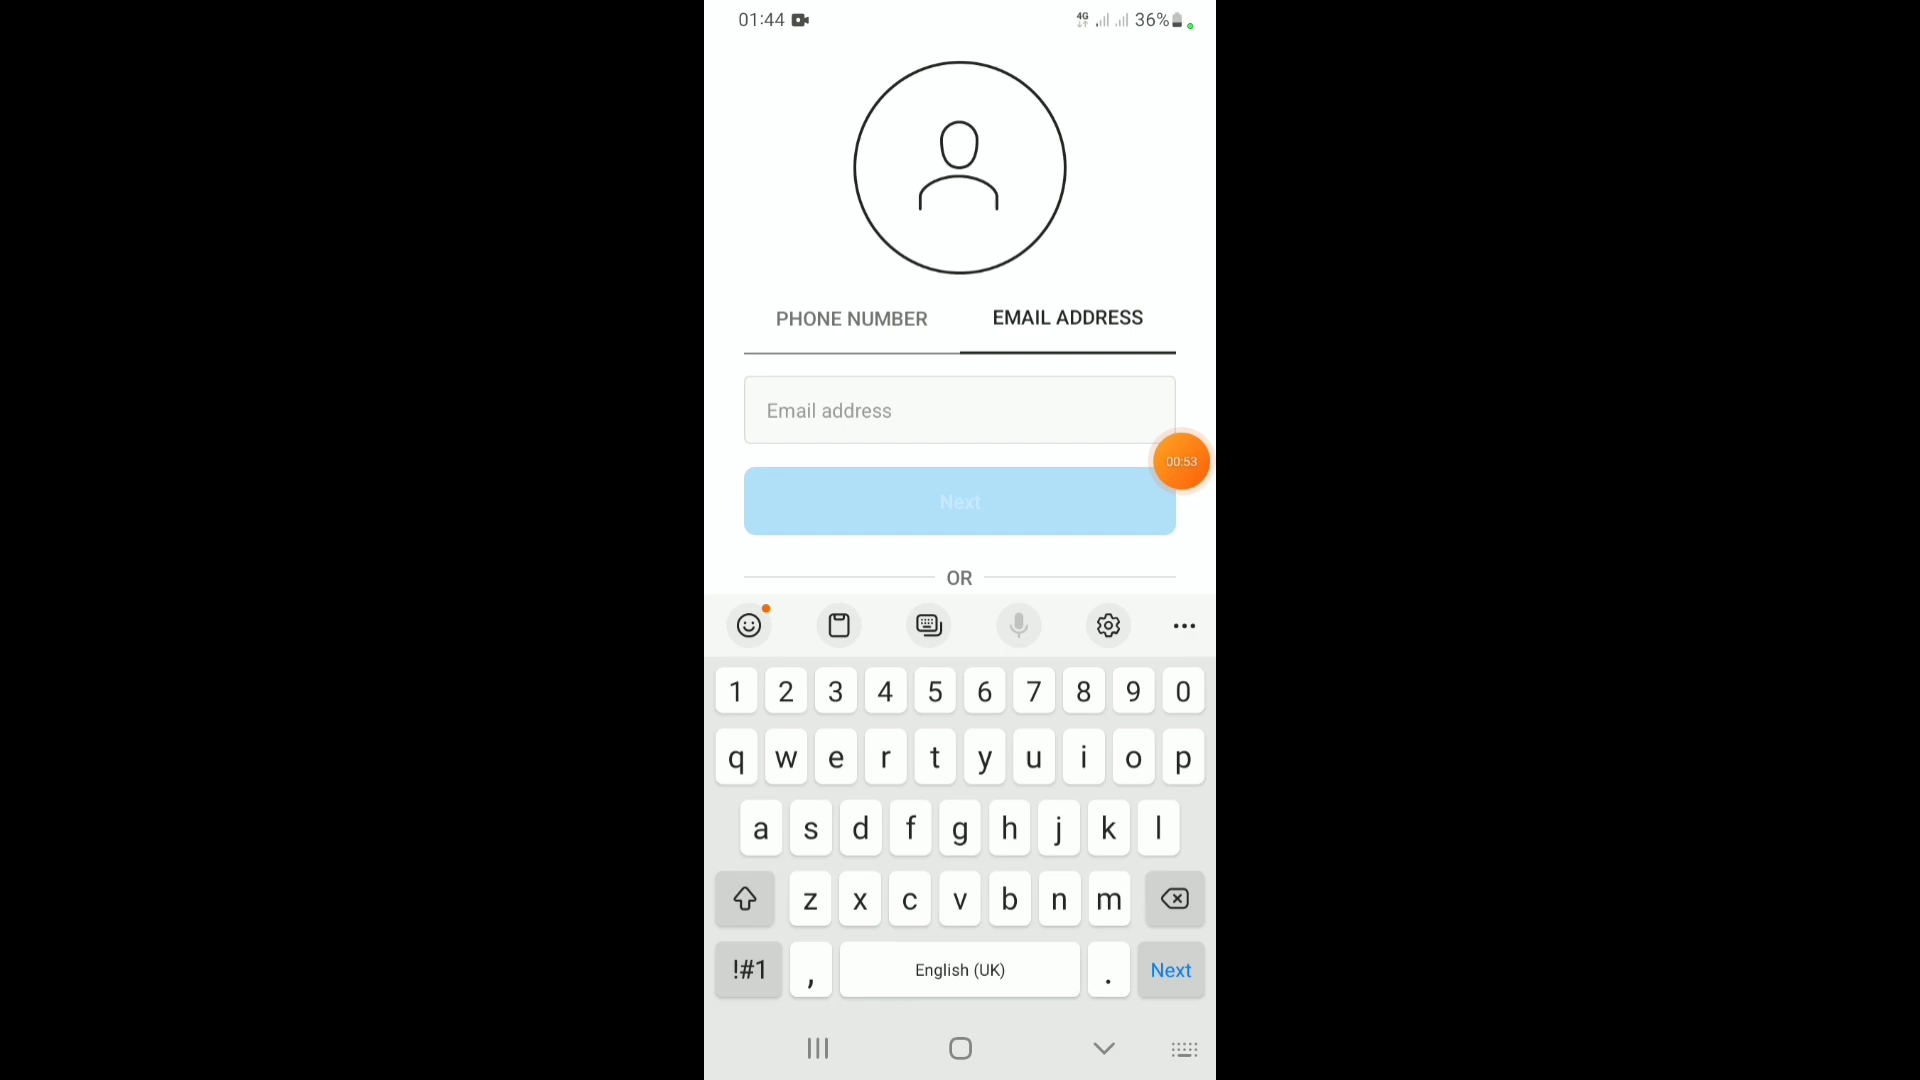 01:44 4G 36%
PHONE NUMBER EMAIL ADDRESS
Email address
00:53
Next
OR
1 2 3 4 5 6 7 8 9 0
q w e r t y u i o p
a s d f g h j k l
z x c v b n m
!#1 , English (UK) . Next